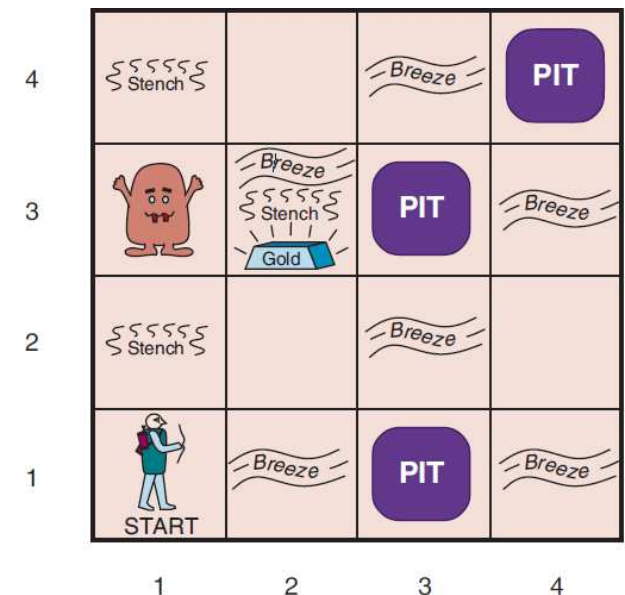 4
Stench
Breeze
PIT
3
Breeze
Stench
Gold
PIT
Breeze
2
Stench
Breeze
1
START
Breeze
PIT
Breeze
1 2 3 4